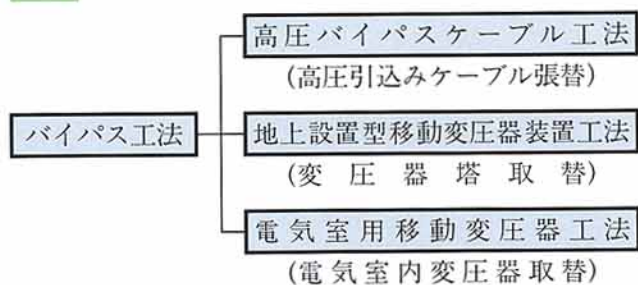 高圧バイパスケーブル工法
(高圧引込みケーブル張替)
バイパス工法
地上設置型移動変圧器装置工法
(変圧器塔取替)
電気室用移動変圧器工法
(電気室内変圧器取替)